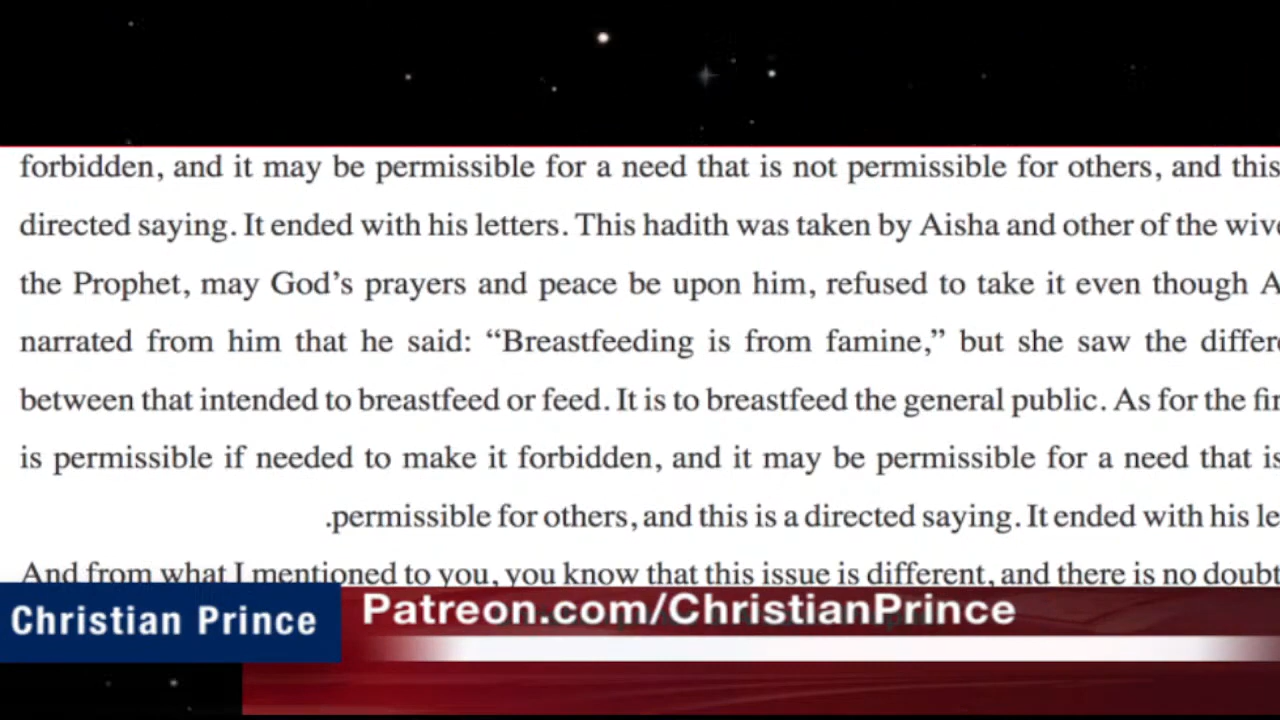 forbidden, and it may be permissible for a need that is not permissible for others, and this
directed saying. It ended with his letters. This hadith was taken by Aisha and other of the
the Prophet, may God's prayers and peace be upon him, refused to take it even though
narrated from him that he said: “Breastfeeding is from famine,” but she saw the
between that intended to breastfeed or feed. It is to breastfeed the general public. As for the
is permissible if needed to make it forbidden, and it may be permissible for a need that
.permissible for others, and this is a directed saying. It ended with his
And from what I mentioned to you, you know that this issue is different, and there is no doubt
Christian Prince
Patreon.com/ChristianPrince